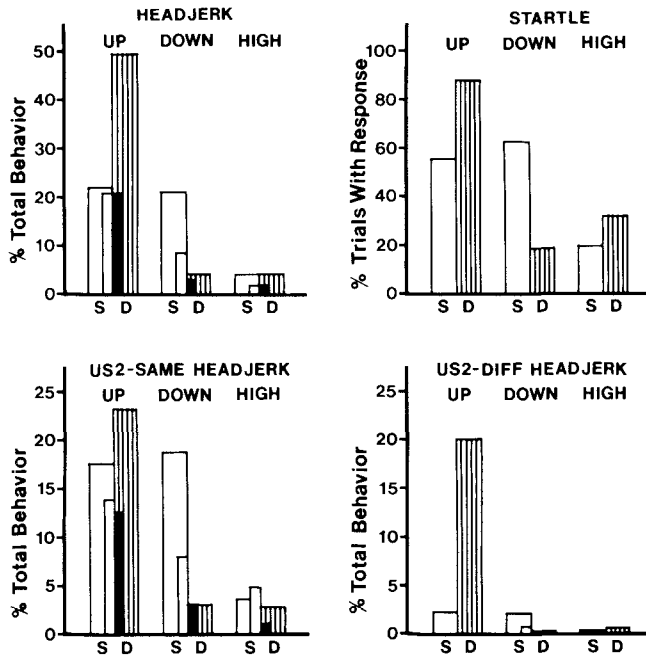 HEADJERK
UP DOWN HIGH
% Total Behavior
50
40
30
20
10
0
S D S D S D
STARTLE
UP DOWN HIGH
% Trials With Response
100
80
60
40
20
0
S D S D S D
US2-SAME HEADJERK
UP DOWN HIGH
% Total Behavior
25
20
15
10
5
0
S D S D S D
US2-DIFF HEADJERK
UP DOWN HIGH
% Total Behavior
25
20
15
10
5
0
S D S D S D